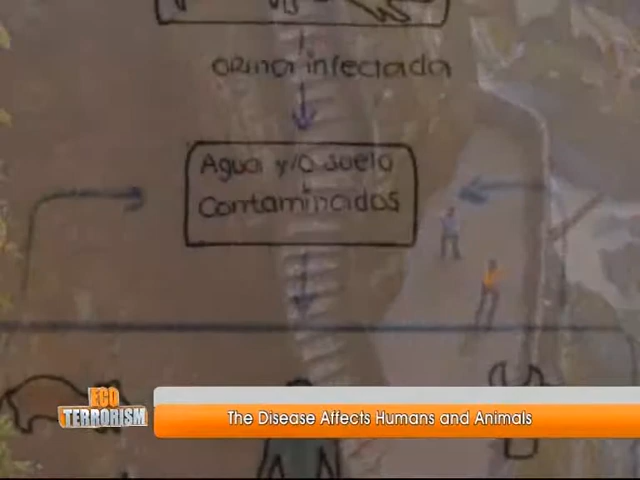 orina infectada
Agua y/o suelo
Contaminados
ECO
TERRORISM
The Disease Affects Humans and Animals